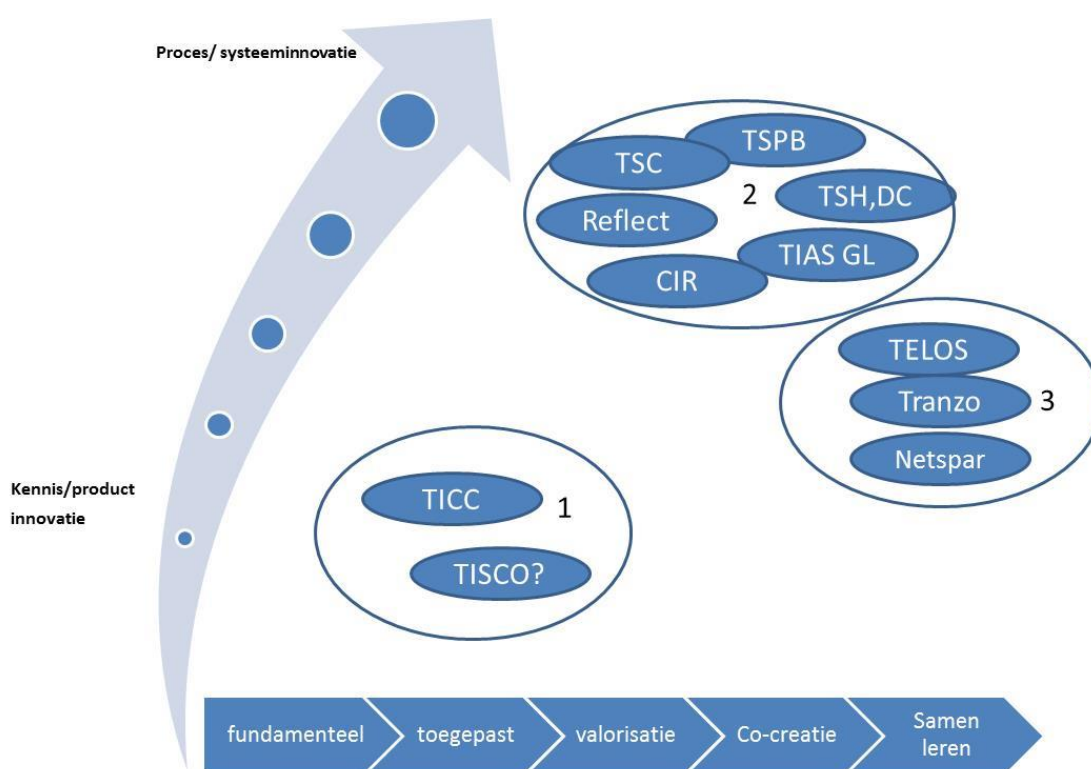 Proces/ systeeminnovatie
TSPB
TSC
2
TSH,DC
Reflect
TIAS GL
CIR
TELOS
Tranzo
3
Netspar
Kennis/product
innovatie
TICC
1
TISCO?
fundamenteel
toegepast
valorisatie
Co-creatie
Samen
leren